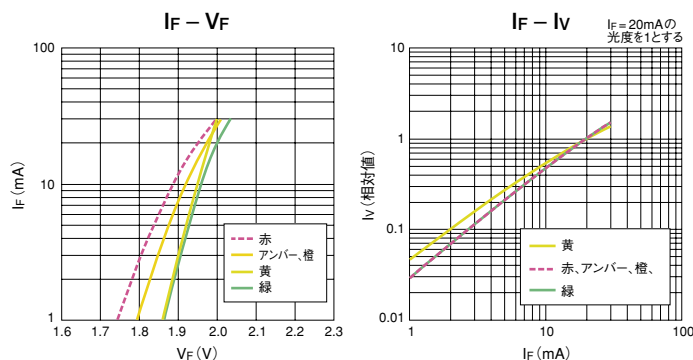 IF – VF
100
10
1
IF (mA)
1.6
1.7
1.8
1.9
2.0
2.1
2.2
2.3
VF (V)
赤
アンバー、橙
黄
緑
IF – IV
IF=20mAの
光度を1とする
10
1
0.1
0.01
IV (相対値)
1
10
100
IF (mA)
黄
赤、アンバー、橙、
緑